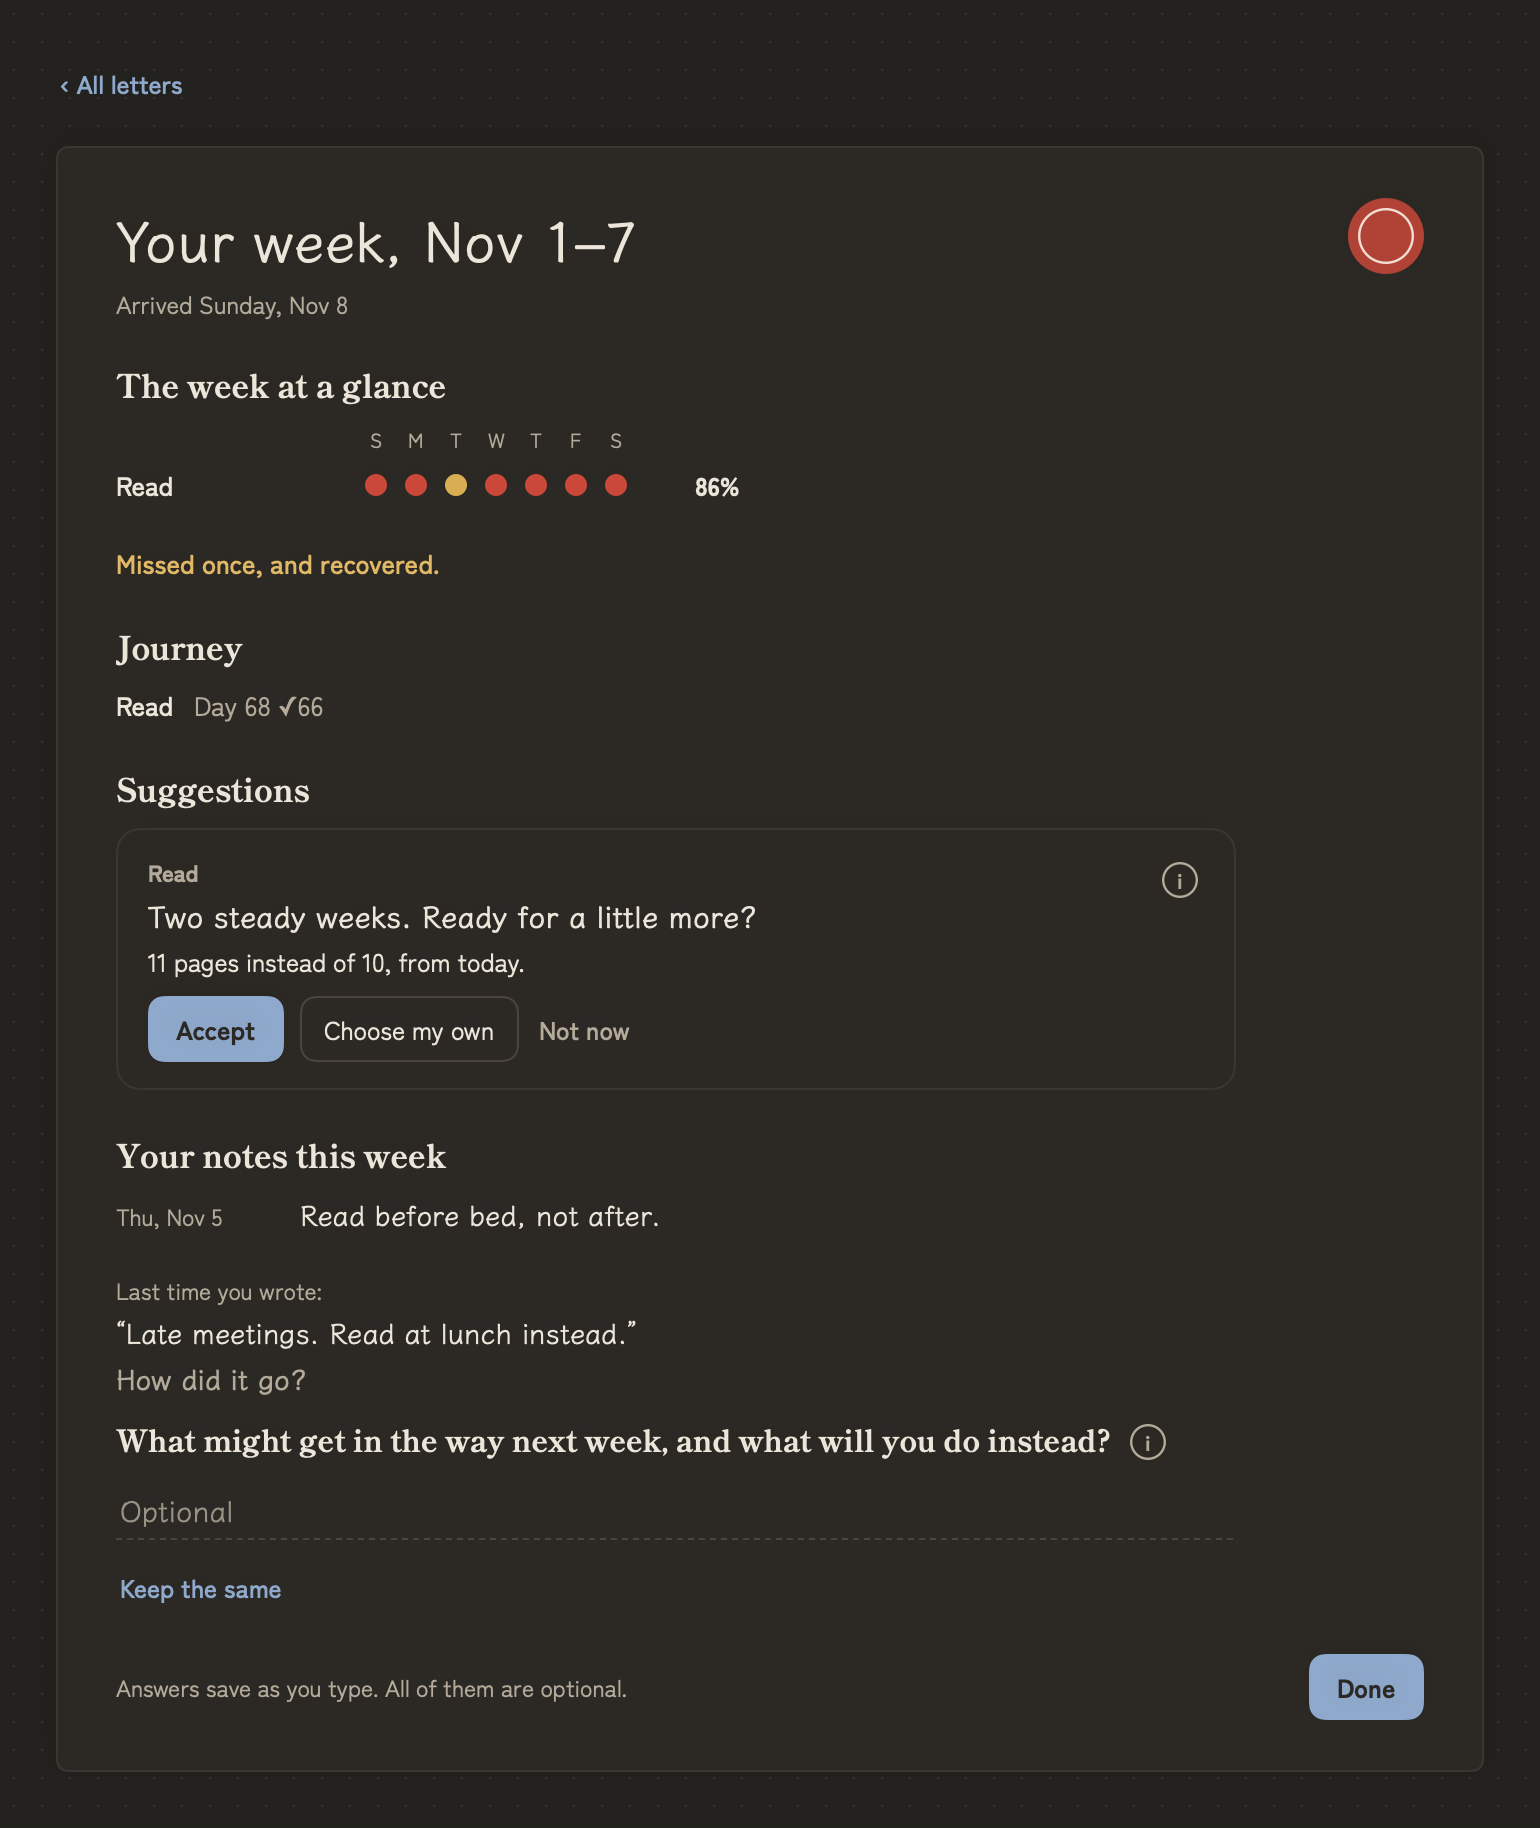 ‹ All letters
Your week, Nov 1–7
Arrived Sunday, Nov 8
The week at a glance
S M T W T F S
Read 86%
Missed once, and recovered.
Journey
Read Day 68 ✓66
Suggestions
Read
Two steady weeks. Ready for a little more?
11 pages instead of 10, from today.
Accept Choose my own Not now
Your notes this week
Thu, Nov 5 Read before bed, not after.
Last time you wrote:
“Late meetings. Read at lunch instead.”
How did it go?
What might get in the way next week, and what will you do instead? i
Optional
Keep the same
Answers save as you type. All of them are optional.
Done